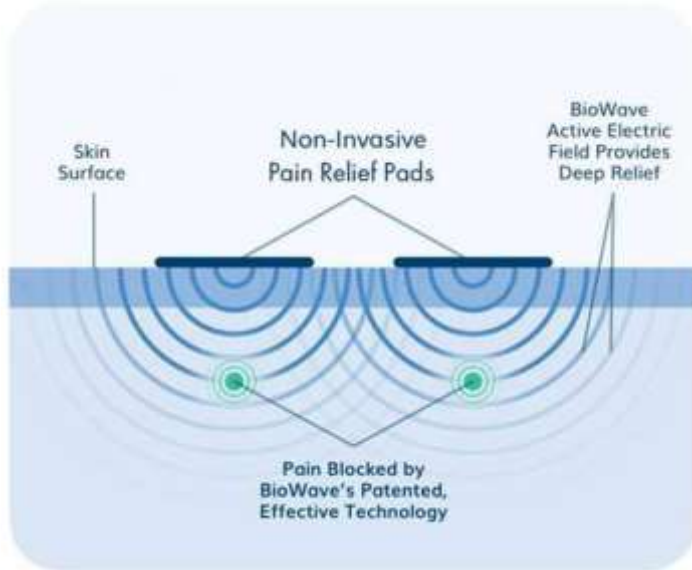 Skin
Surface
Non-Invasive
Pain Relief Pads
BioWave
Active Electric
Field Provides
Deep Relief
Pain Blocked by
BioWave's Patented,
Effective Technology